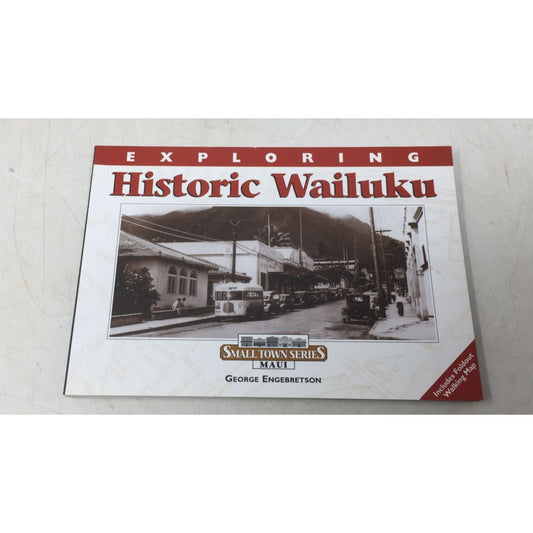 EXPLORING
Historic Wailuku
SMALL TOWN SERIES
MAUI
GEORGE ENGEBRETSON
Includes Foldout
Walking Map